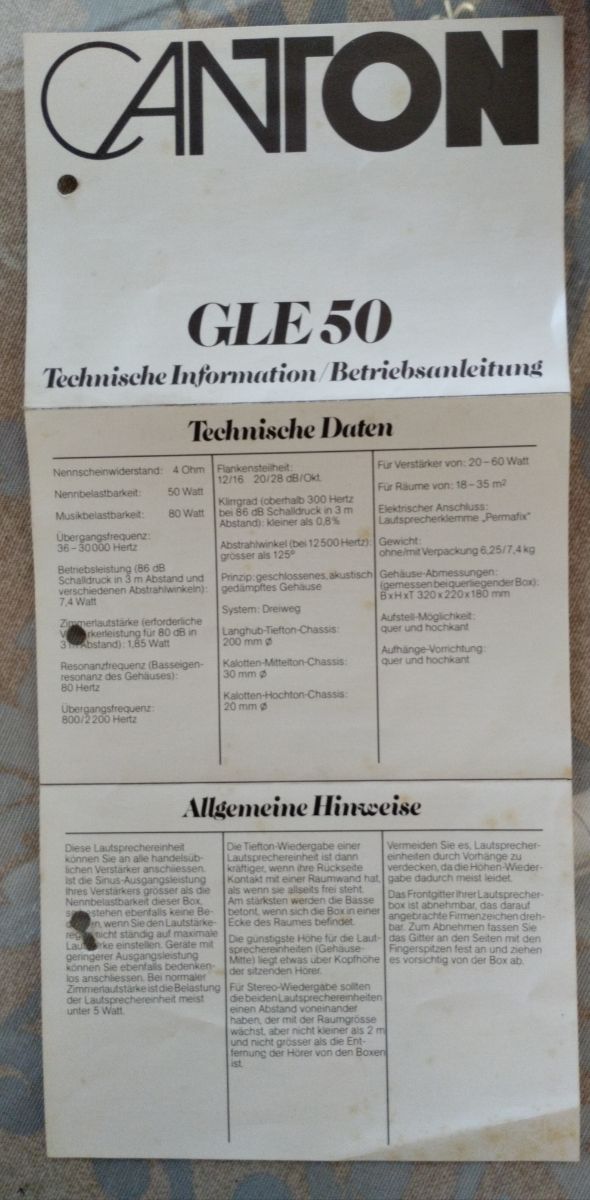 CANTON
GLE 50
Technische Information/Betriebsanleitung
Technische Daten
Nennscheinwiderstand: 4 Ohm
Nennbelastbarkeit: 50 Watt
Musikbelastbarkeit: 80 Watt
Übergangsfrequenz:
36–30000 Hertz
Betriebsleistung (86 dB
Schalldruck in 3 m Abstand und
verschiedenen Abstrahlwinkeln):
7,4 Watt
Zimmerlautstärke (erforderliche
rkerleistung für 80 dB in
3 Abstand): 1,85 Watt
Resonanzfrequenz (Basseigen-
resonanz des Gehäuses):
80 Hertz
Übergangsfrequenz:
800/2200 Hertz
Flankensteilheit:
12/16 20/28 dB/Okt.
Klirrgrad (oberhalb 300 Hertz
bei 86 dB Schalldruck in 3 m
Abstand): kleiner als 0,8%
Abstrahlwinkel (bei 12500 Hertz):
grösser als 125°
Prinzip: geschlossenes, akustisch
gedämpftes Gehäuse
System: Dreiweg
Langhub-Tiefton-Chassis:
200 mm Ø
Kalotten-Mittelton-Chassis:
30 mm Ø
Kalotten-Hochton-Chassis:
20 mm Ø
Für Verstärker von: 20–60 Watt
Für Räume von: 18–35 m²
Elektrischer Anschluss:
Lautsprecherklemme „Permafix"
Gewicht:
ohne/mit Verpackung 6,25/7,4 kg
Gehäuse-Abmessungen:
(gemessen bei querliegender Box):
B x H x T 320 x 220 x 180 mm
Aufstell-Möglichkeit:
quer und hochkant
Aufhänge-Vorrichtung:
quer und hochkant
Allgemeine Hinweise
Diese Lautsprechereinheit
können Sie an alle handelsüb-
lichen Verstärker anschliessen.
Ist die Sinus-Ausgangsleistung
Ihres Verstärkers grösser als die
Nennbelastbarkeit dieser Box,
stehen ebenfalls keine Be-
en, wenn Sie den Lautstärke-
nicht ständig auf maximale
Lau rke einstellen. Geräte mit
geringerer Ausgangsleistung
können Sie ebenfalls bedenken-
los anschliessen. Bei normaler
Zimmerlautstärke ist die Belastung
der Lautsprechereinheit meist
unter 5 Watt.
Die Tiefton-Wiedergabe einer
Lautsprechereinheit ist dann
kräftiger, wenn ihre Rückseite
Kontakt mit einer Raumwand hat,
als wenn sie allseits frei steht.
Am stärksten werden die Bässe
betont, wenn sich die Box in einer
Ecke des Raumes befindet.
Die günstigste Höhe für die Laut-
sprechereinheiten (Gehäuse-
Mitte) liegt etwa über Kopfhöhe
der sitzenden Hörer.
Für Stereo-Wiedergabe sollten
die beiden Lautsprechereinheiten
einen Abstand voneinander
haben, der mit der Raumgrösse
wächst, aber nicht kleiner als 2 m
und nicht grösser als die Ent-
fernung der Hörer von den Boxen
ist.
Vermeiden Sie es, Lautsprecher-
einheiten durch Vorhänge zu
verdecken, da die Höhen-Wieder-
gabe dadurch meist leidet.
Das Frontgitter Ihrer Lautsprecher-
box ist abnehmbar, das darauf
angebrachte Firmenzeichen dreh-
bar. Zum Abnehmen fassen Sie
das Gitter an den Seiten mit den
Fingerspitzen fest an und ziehen
es vorsichtig von der Box ab.